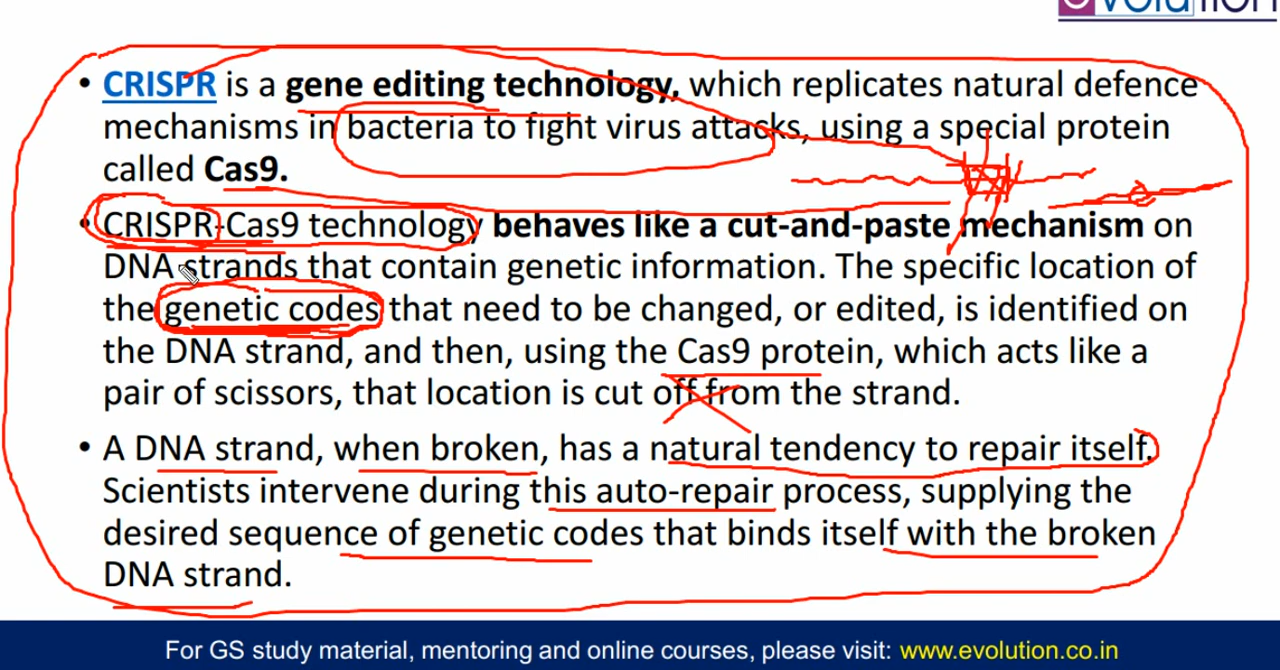 evolution
• CRISPR is a gene editing technology, which replicates natural defence
mechanisms in bacteria to fight virus attacks, using a special protein
called Cas9.
• CRISPR-Cas9 technology behaves like a cut-and-paste mechanism on
DNA strands that contain genetic information. The specific location of
the genetic codes that need to be changed, or edited, is identified on
the DNA strand, and then, using the Cas9 protein, which acts like a
pair of scissors, that location is cut off from the strand.
• A DNA strand, when broken, has a natural tendency to repair itself.
Scientists intervene during this auto-repair process, supplying the
desired sequence of genetic codes that binds itself with the broken
DNA strand.
For GS study material, mentoring and online courses, please visit: www.evolution.co.in